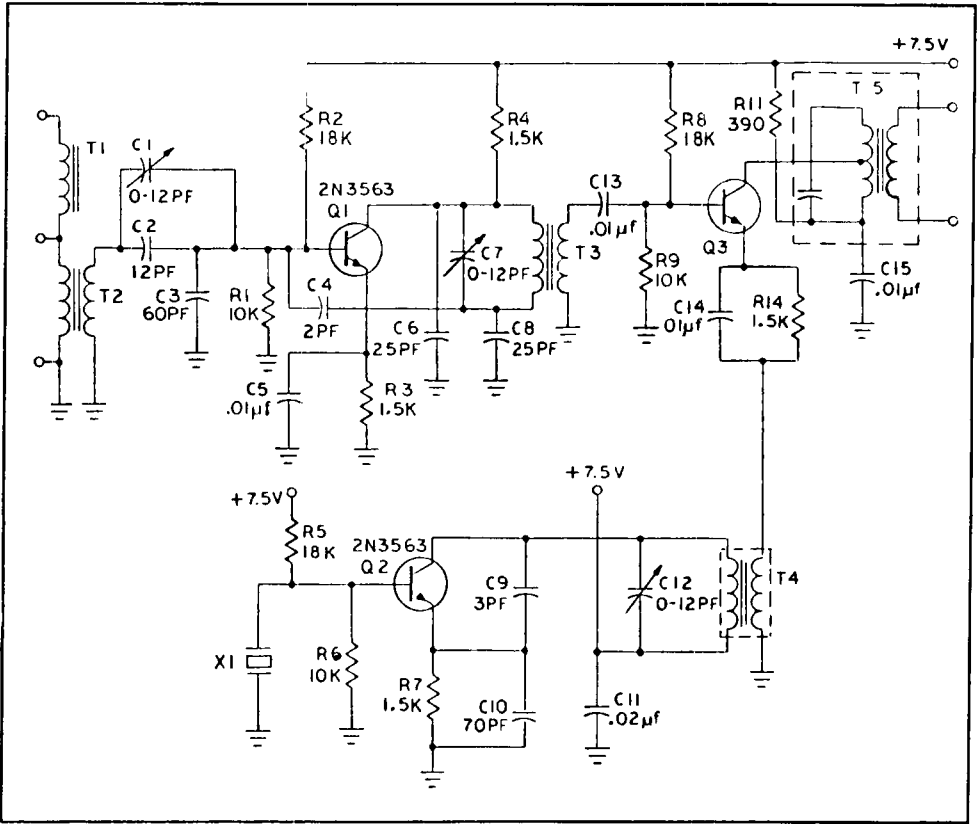 +7.5V
T1
C1
0-12PF
C2
12PF
T2
C3
60PF
R1
10K
R2
18K
2N3563
Q1
C4
2PF
C5
.01µf
R3
1.5K
R4
1.5K
C6
25PF
C7
0-12PF
C8
25PF
T3
C13
.01µf
R8
18K
R9
10K
Q3
R11
390
T 5
C15
.01µf
C14
01µf
R14
1.5K
+7.5V
R5
18K
X1
R6
10K
2N3563
Q2
R7
1.5K
C9
3PF
C10
70PF
+7.5V
C11
.02µf
C12
0-12PF
T4